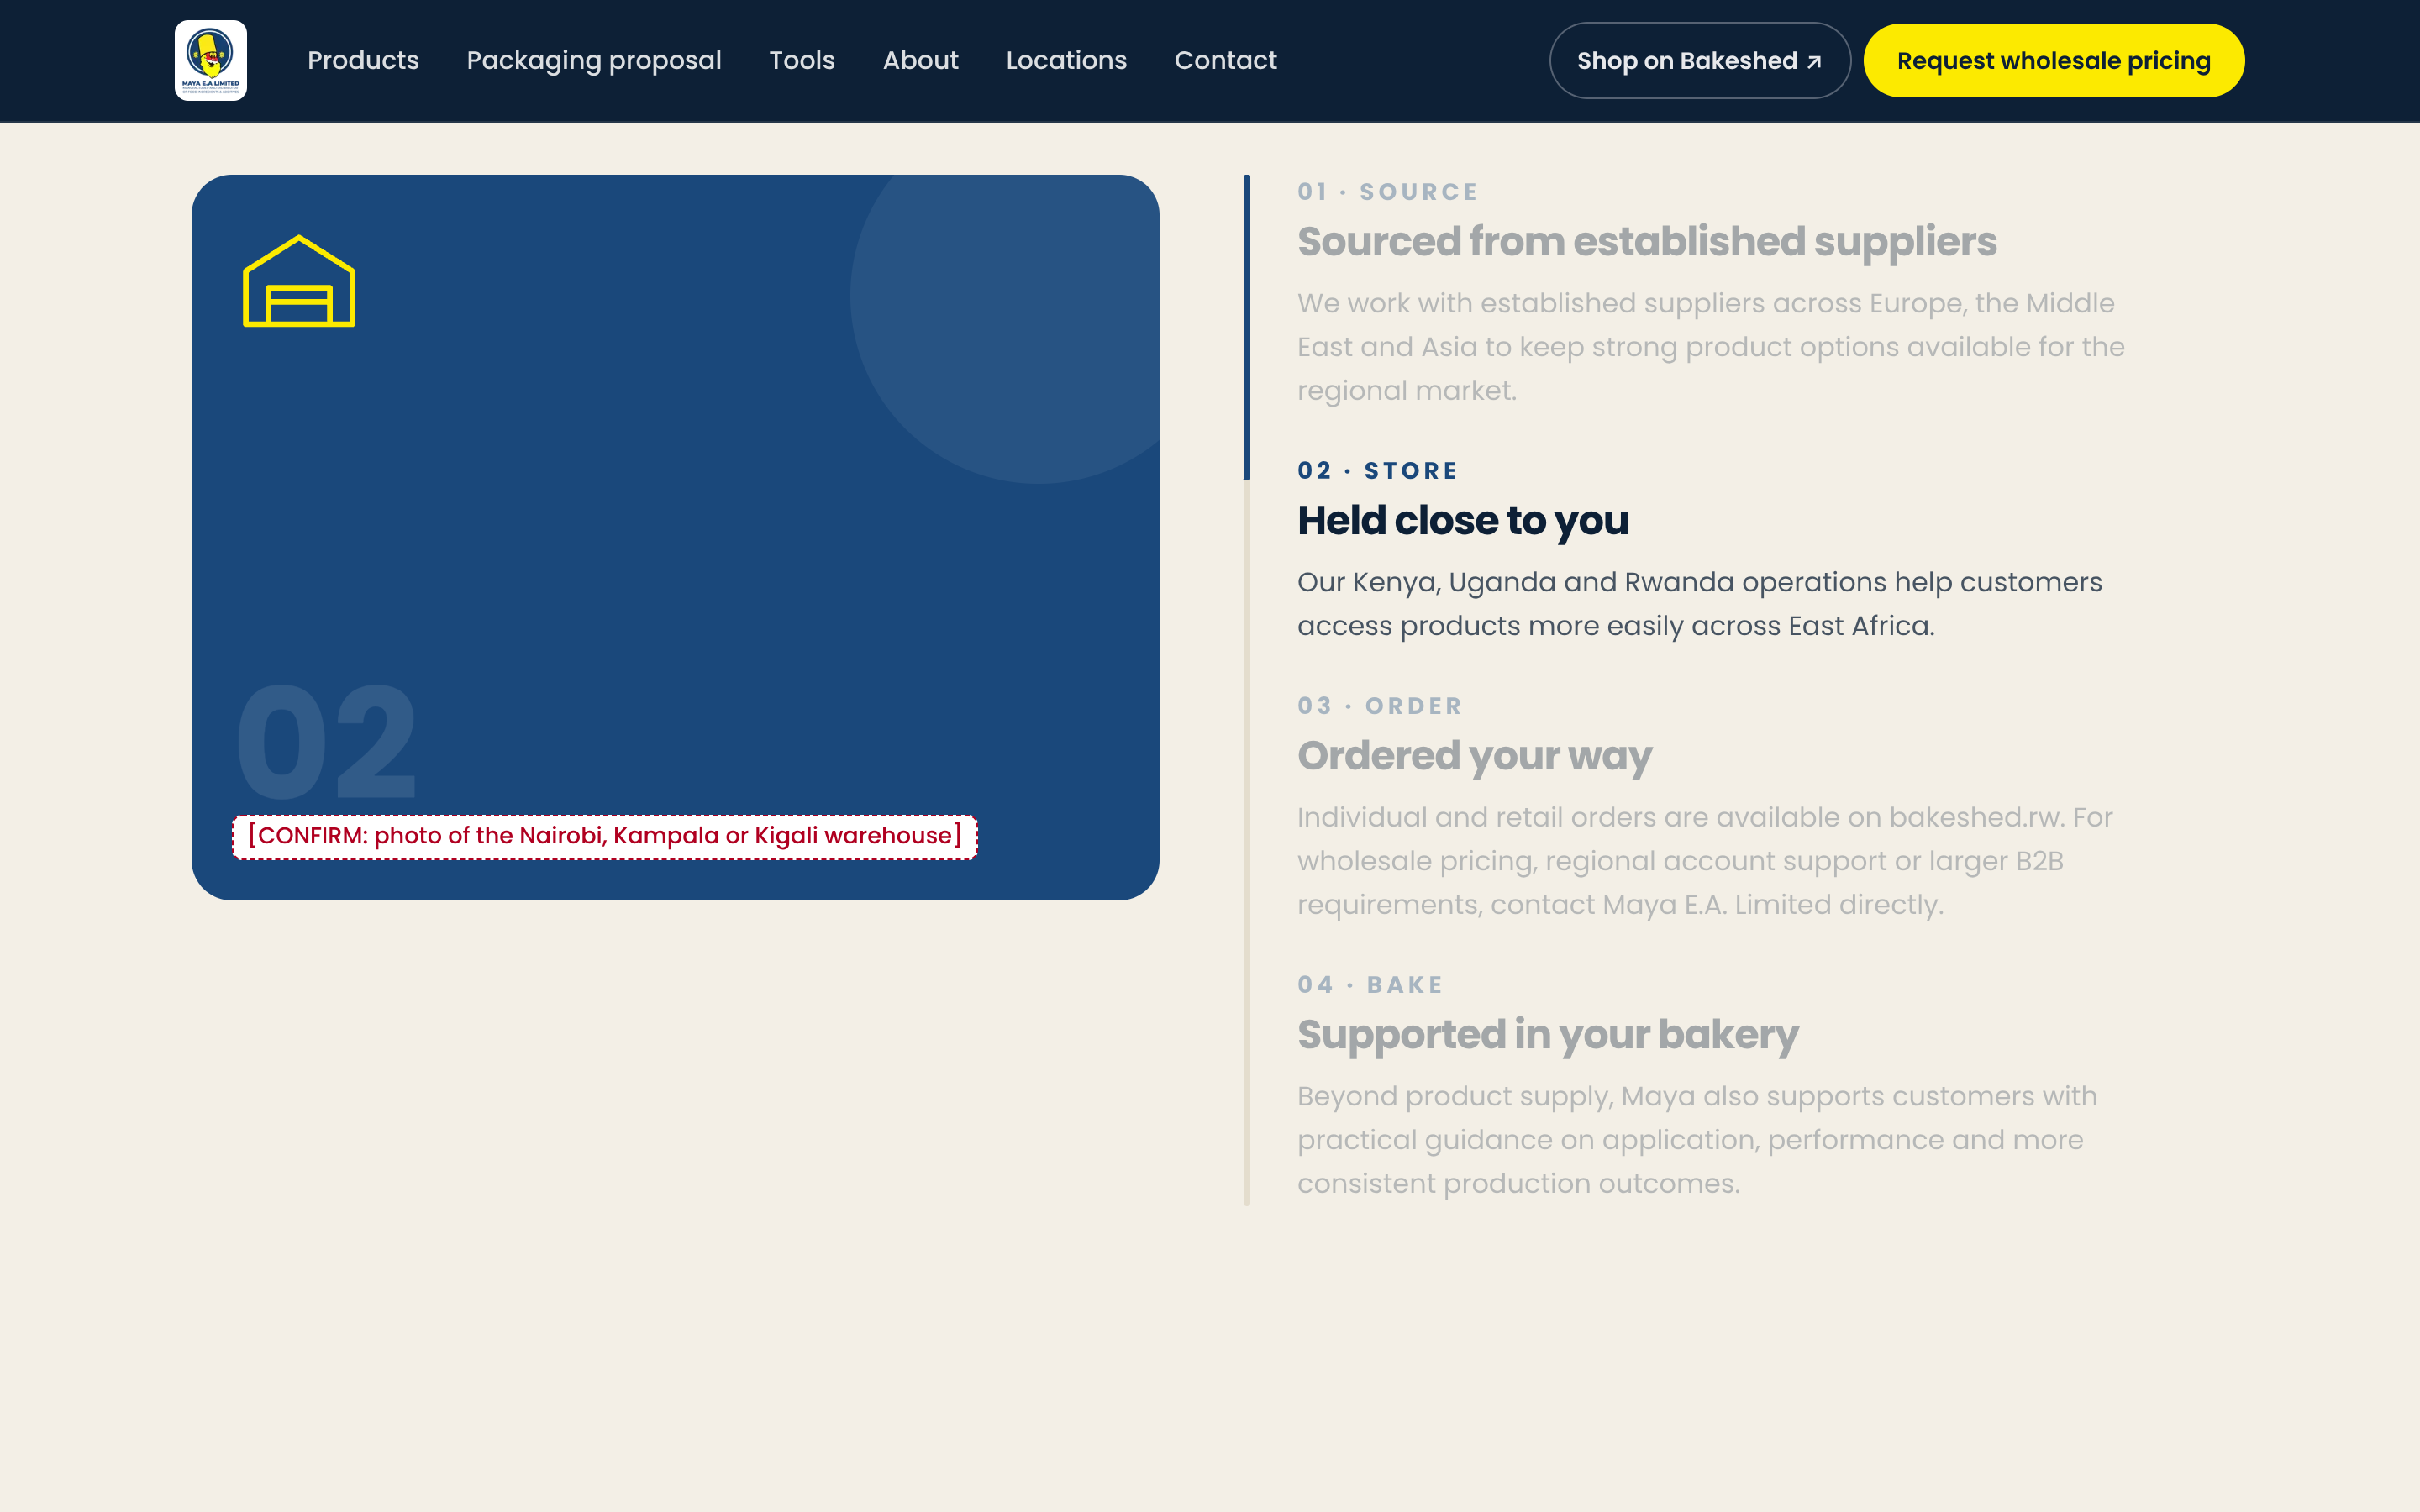 MAYA E.A LIMITED
Products
Packaging proposal
Tools
About
Locations
Contact
Shop on Bakeshed ↗
Request wholesale pricing
02
[CONFIRM: photo of the Nairobi, Kampala or Kigali warehouse]
01 · SOURCE
Sourced from established suppliers
We work with established suppliers across Europe, the Middle
East and Asia to keep strong product options available for the
regional market.
02 · STORE
Held close to you
Our Kenya, Uganda and Rwanda operations help customers
access products more easily across East Africa.
03 · ORDER
Ordered your way
Individual and retail orders are available on bakeshed.rw. For
wholesale pricing, regional account support or larger B2B
requirements, contact Maya E.A. Limited directly.
04 · BAKE
Supported in your bakery
Beyond product supply, Maya also supports customers with
practical guidance on application, performance and more
consistent production outcomes.